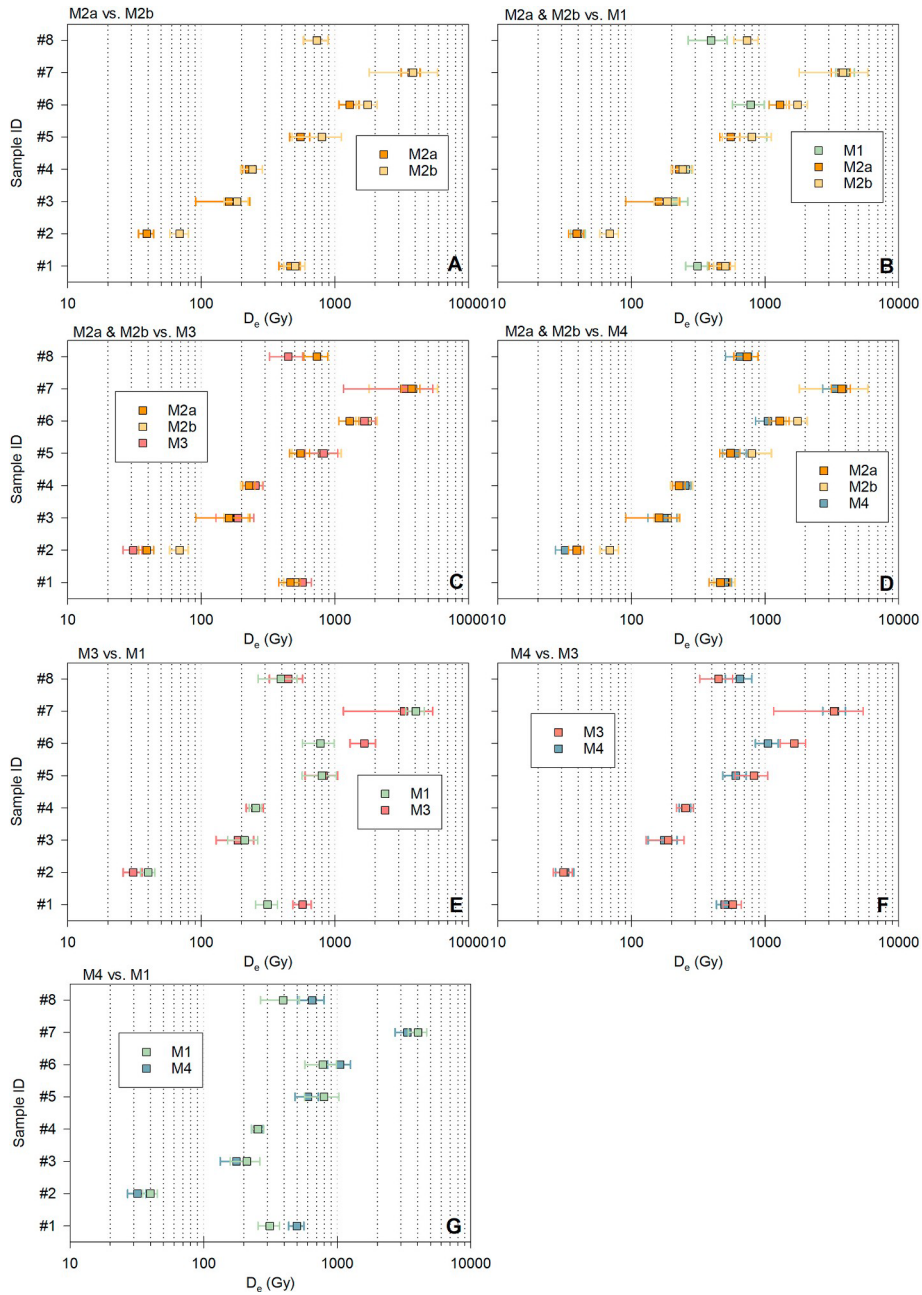 M2a vs. M2b
Sample ID
#8
#7
#6
#5
#4
#3
#2
#1
M2a
M2b
A
10 100 1000 10000
De (Gy)
M2a & M2b vs. M1
M1
M2a
M2b
B
10 100 1000 10000
De (Gy)
M2a & M2b vs. M3
Sample ID
#8
#7
#6
#5
#4
#3
#2
#1
M2a
M2b
M3
C
10 100 1000 10000
De (Gy)
M2a & M2b vs. M4
M2a
M2b
M4
D
10 100 1000 10000
De (Gy)
M3 vs. M1
Sample ID
#8
#7
#6
#5
#4
#3
#2
#1
M1
M3
E
10 100 1000 10000
De (Gy)
M4 vs. M3
M3
M4
F
10 100 1000 10000
De (Gy)
M4 vs. M1
Sample ID
#8
#7
#6
#5
#4
#3
#2
#1
M1
M4
G
10 100 1000 10000
De (Gy)